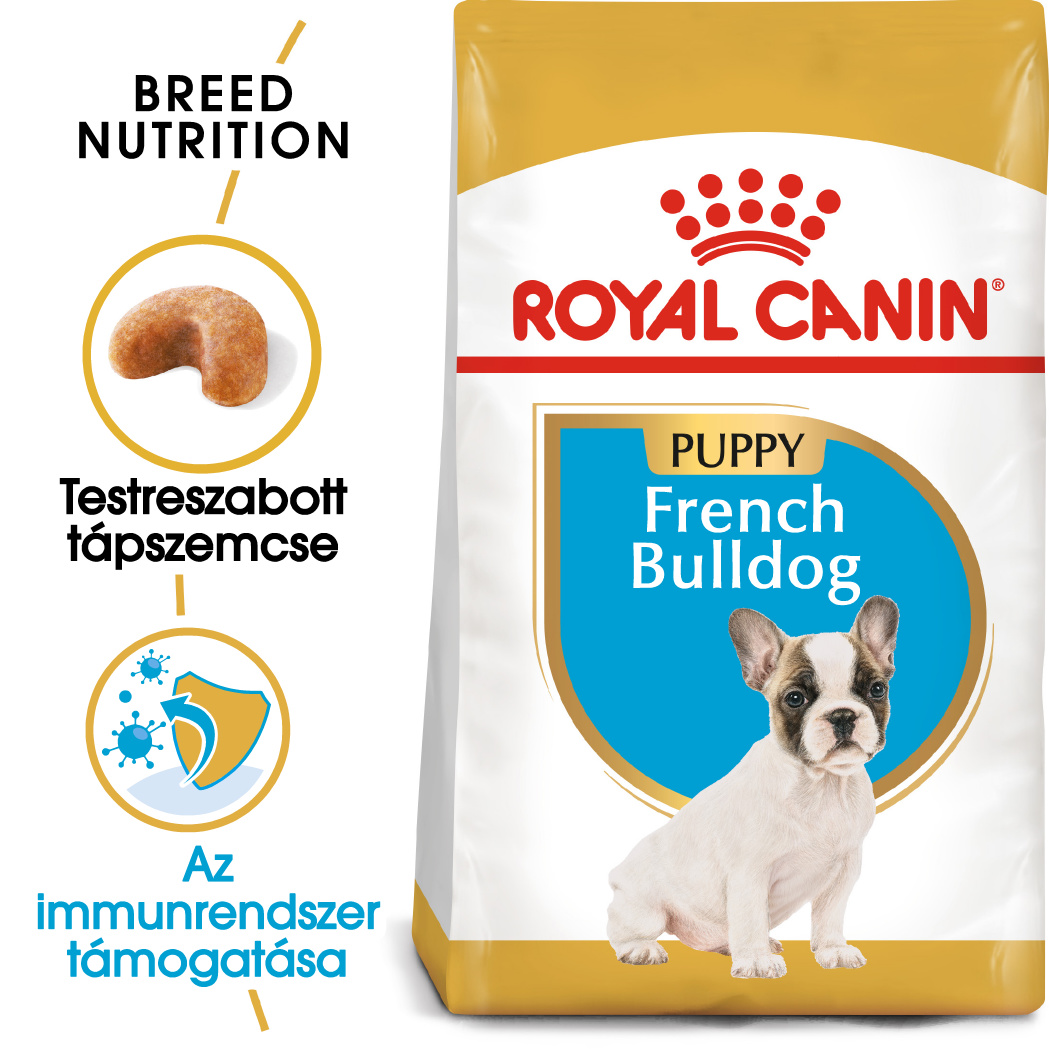 BREED
NUTRITION
Testreszabott
tápszemcse
Az
immunrendszer
támogatása
ROYAL CANIN®
PUPPY
French
Bulldog